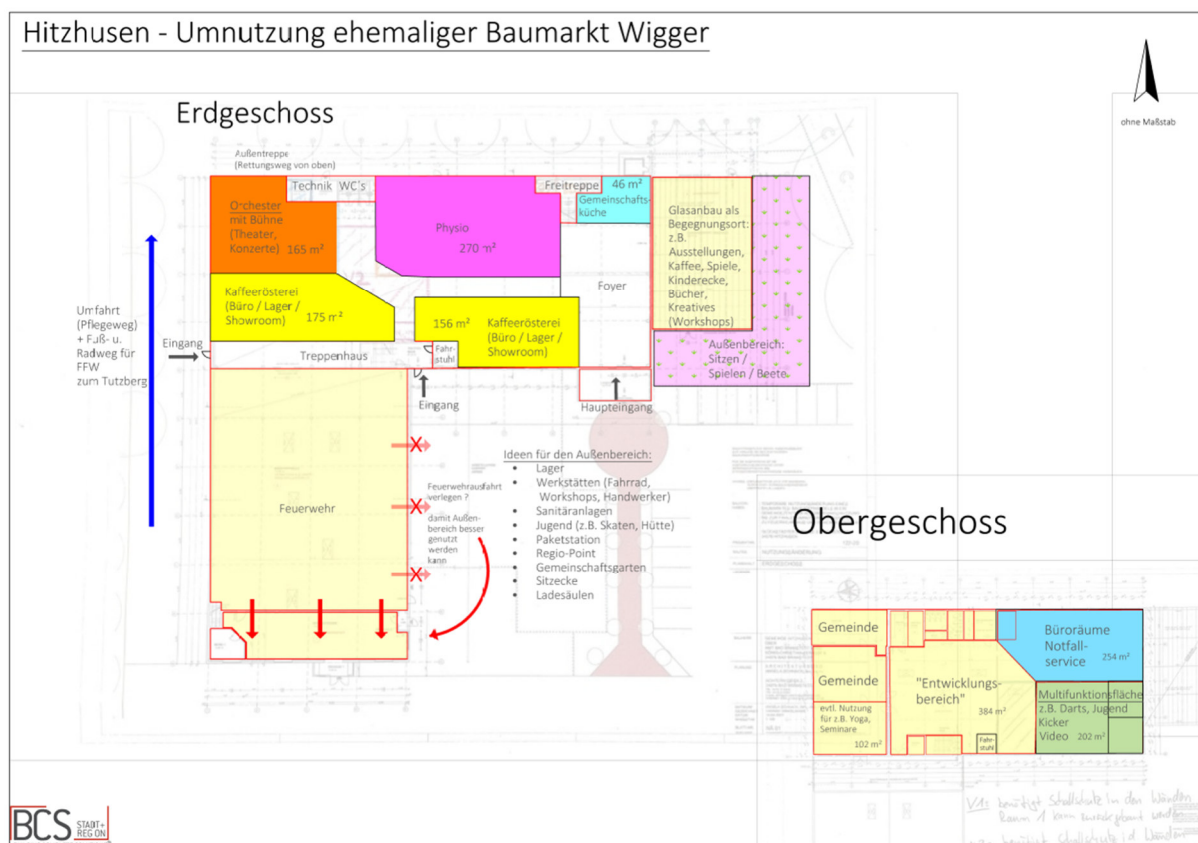 Hitzhusen - Umnutzung ehemaliger Baumarkt Wigger
ohne Maßstab
Erdgeschoss
Außentreppe
(Rettungsweg von oben)
Technik WC's
Freitreppe
46 m²
Gemeinschafts-
küche
Orchester
mit Bühne
(Theater,
Konzerte) 165 m²
Physio
270 m²
Glasanbau als
Begegnungsort:
z.B.
Ausstellungen,
Kaffee, Spiele,
Kinderecke,
Bücher,
Kreatives
(Workshops)
Foyer
Kaffeerösterei
(Büro / Lager /
Showroom) 175 m²
156 m² Kaffeerösterei
(Büro / Lager /
Showroom)
Außenbereich:
Sitzen /
Spielen / Beete
Umfahrt
(Pflegeweg)
+ Fuß- u.
Radweg für
FFW
zum Tutzberg
Eingang
Treppenhaus
Fahr-
stuhl
Eingang
Haupteingang
Feuerwehr
Feuerwehrausfahrt
verlegen ?
damit Außen-
bereich besser
genutzt
werden
kann
Ideen für den Außenbereich:
• Lager
• Werkstätten (Fahrrad,
Workshops, Handwerker)
• Sanitäranlagen
• Jugend (z.B. Skaten, Hütte)
• Paketstation
• Regio-Point
• Gemeinschaftsgarten
• Sitzecke
• Ladesäulen
Obergeschoss
Gemeinde
Gemeinde
evtl. Nutzung
für z.B. Yoga,
Seminare
102 m²
"Entwicklungs-
bereich"
384 m²
Fahr-
stuhl
Büroräume
Notfall-
service 254 m²
Multifunktionsfläche
z.B. Darts, Jugend
Kicker
Video 202 m²
V1: benötigt Schallschutz in den Wänden
BCS STADT+
REGION